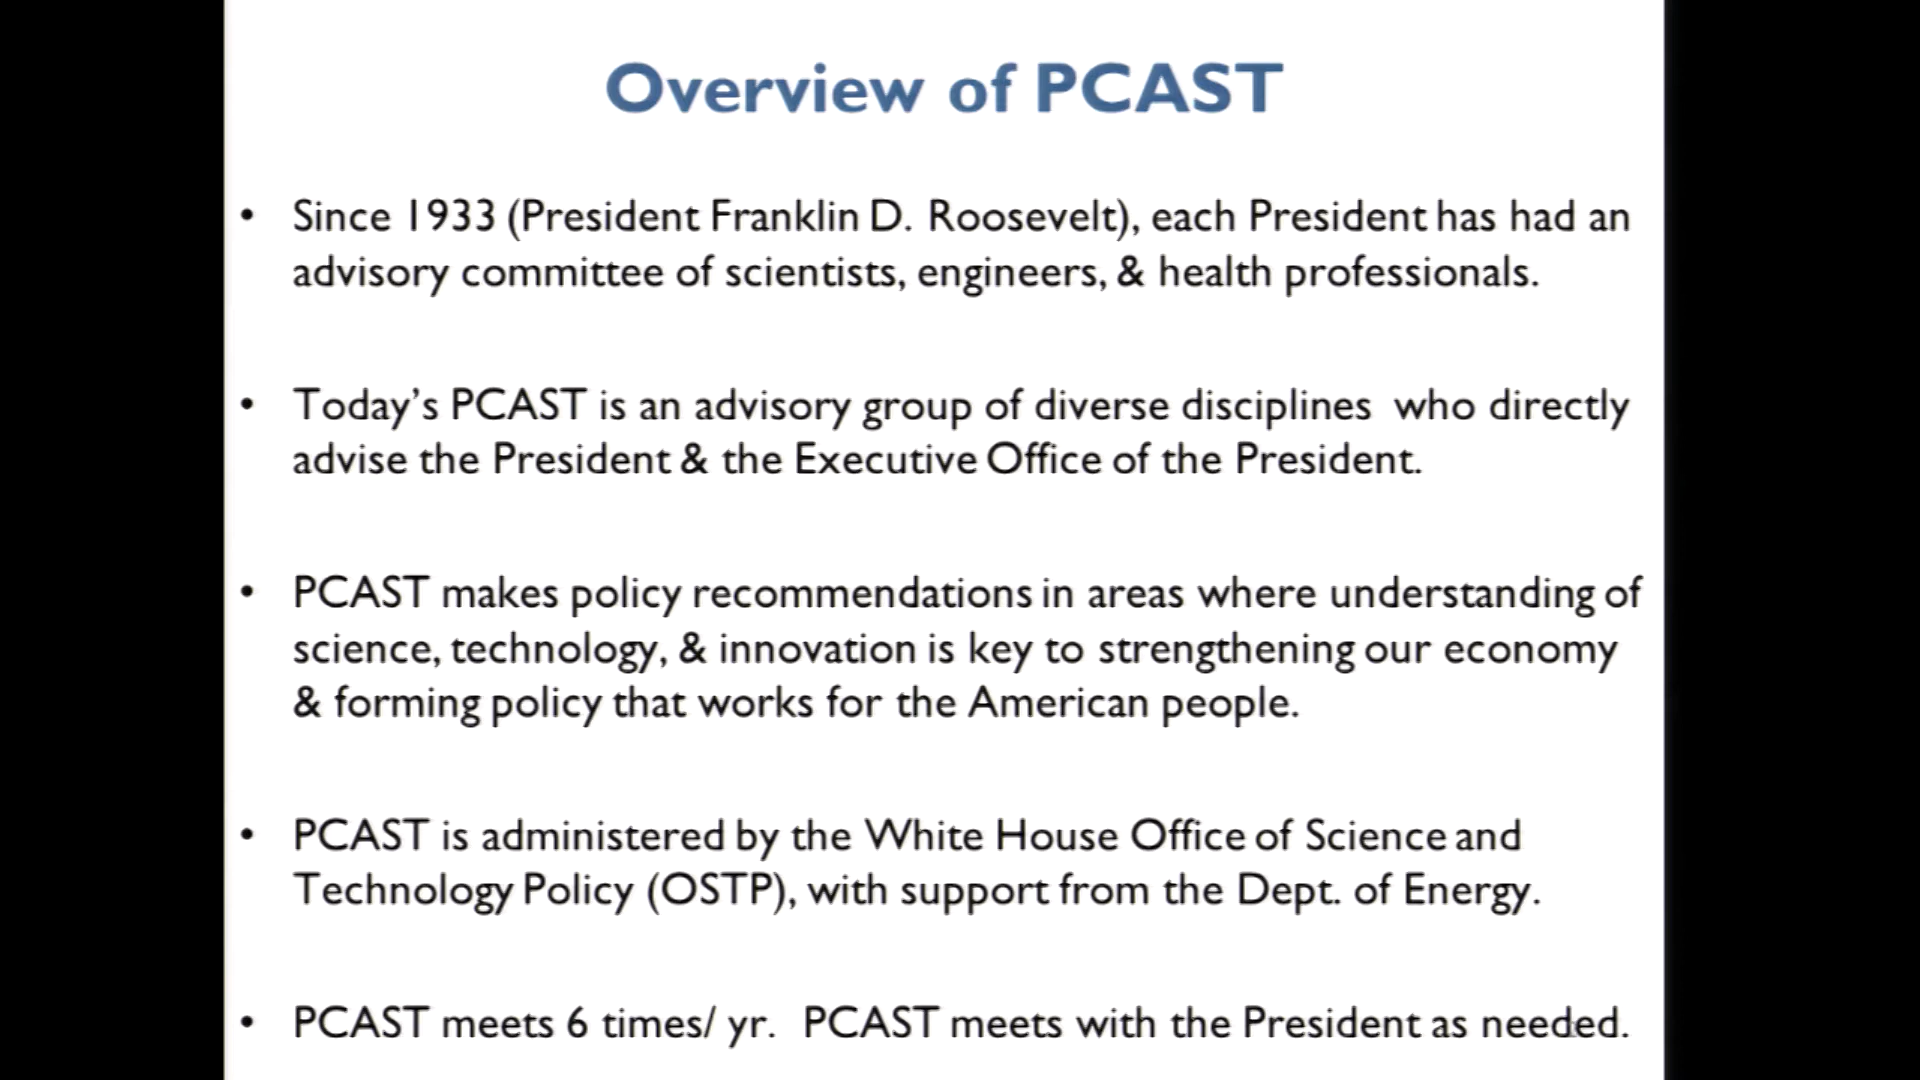 Overview of PCAST
• Since 1933 (President Franklin D. Roosevelt), each President has had an
advisory committee of scientists, engineers, & health professionals.
• Today's PCAST is an advisory group of diverse disciplines who directly
advise the President & the Executive Office of the President.
• PCAST makes policy recommendations in areas where understanding of
science, technology, & innovation is key to strengthening our economy
& forming policy that works for the American people.
• PCAST is administered by the White House Office of Science and
Technology Policy (OSTP), with support from the Dept. of Energy.
• PCAST meets 6 times/ yr. PCAST meets with the President as needed.